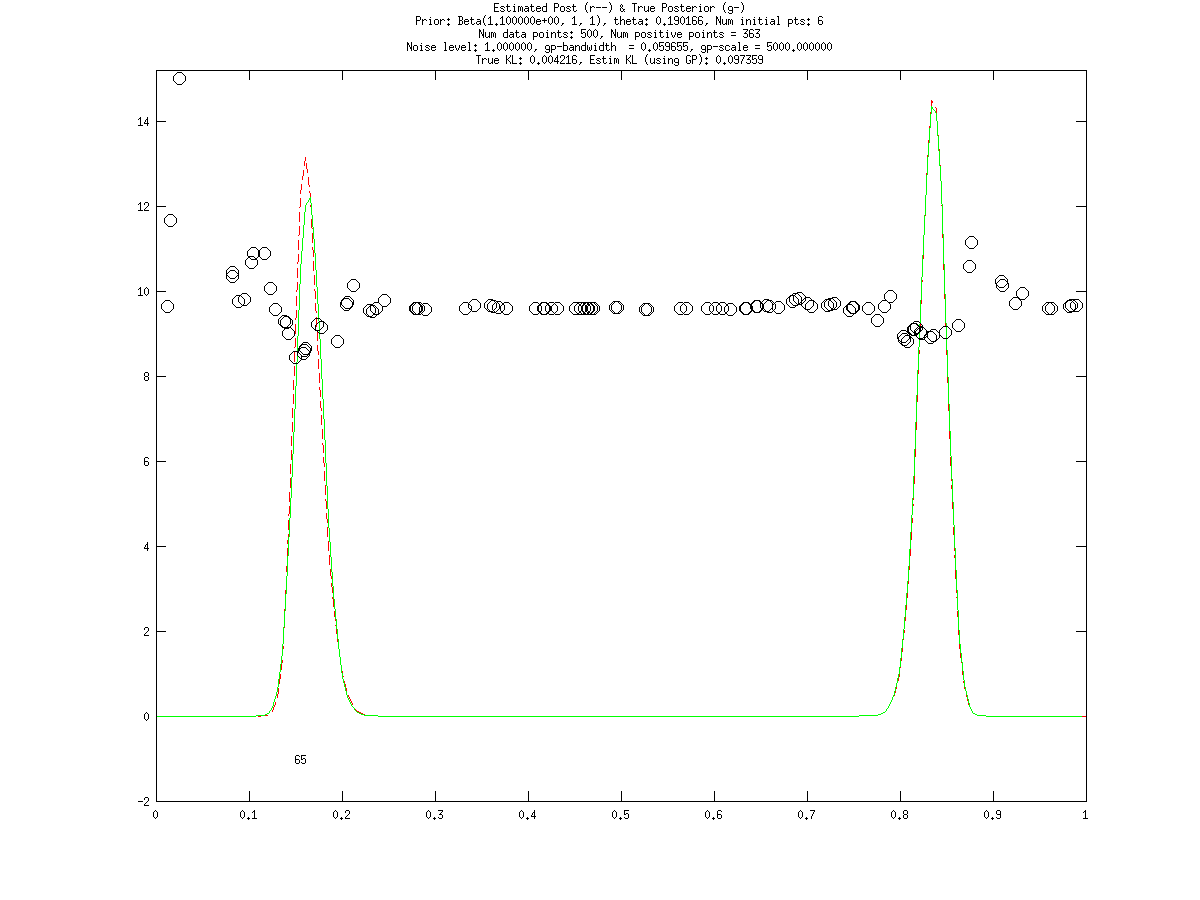 Estimated Post (r--) & True Posterior (g-)
Prior: Beta(1.100000e+00, 1, 1), theta: 0.190166, Num initial pts: 6
Num data points: 500, Num positive points = 363
Noise level: 1.000000, gp-bandwidth  = 0.059655, gp-scale = 5000.000000
True KL: 0.004216, Estim KL (using GP): 0.097359
14
12
10
8
6
4
2
0
65
-2
0 0.1 0.2 0.3 0.4 0.5 0.6 0.7 0.8 0.9 1